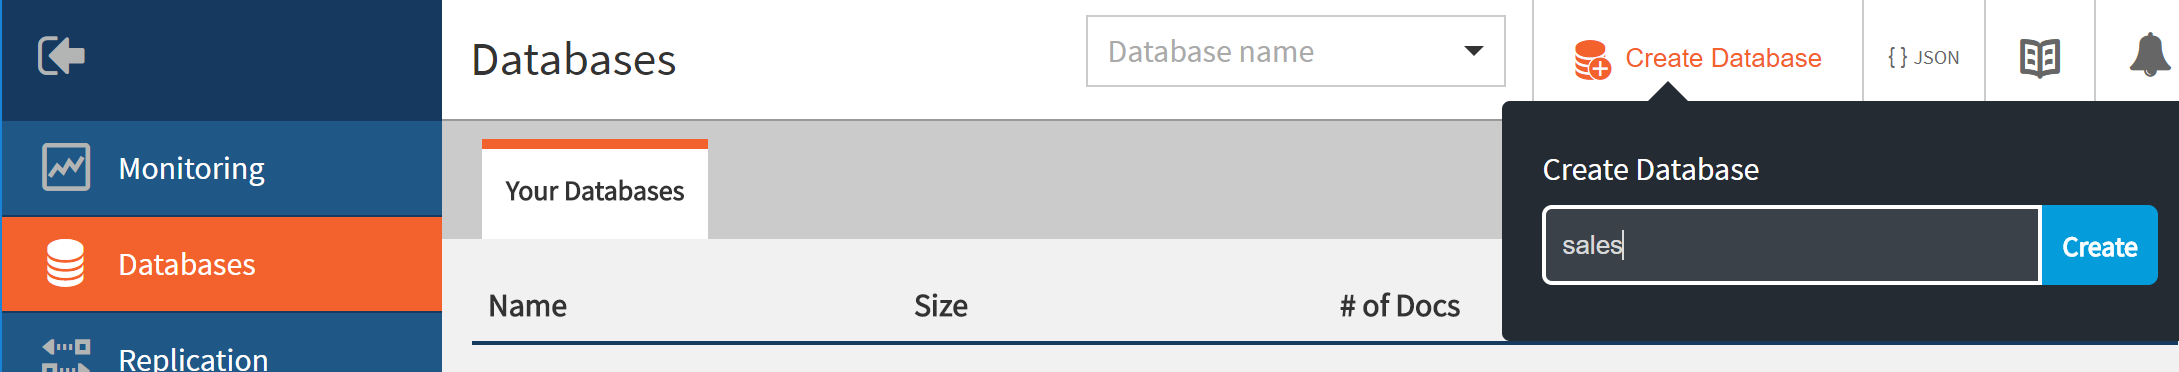 Databases
Database name
Create Database
{ } JSON
Monitoring
Databases
Replication
Your Databases
Name
Size
# of Docs
Create Database
sales
Create